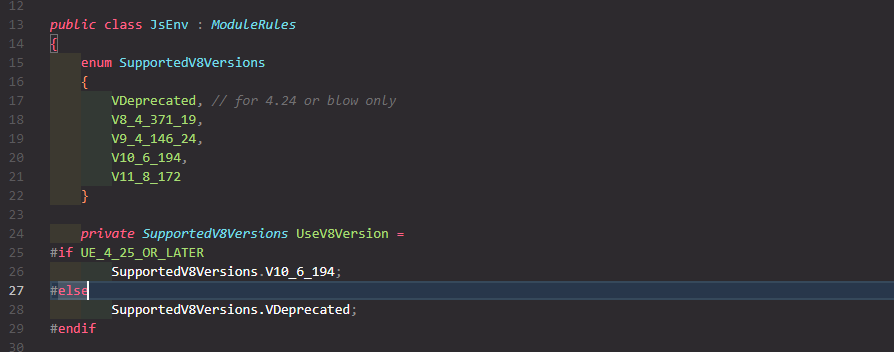 12
13 public class JsEnv : ModuleRules
14 {
15 enum SupportedV8Versions
16 {
17 VDeprecated, // for 4.24 or blow only
18 V8_4_371_19,
19 V9_4_146_24,
20 V10_6_194,
21 V11_8_172
22 }
23
24 private SupportedV8Versions UseV8Version =
25 #if UE_4_25_OR_LATER
26 SupportedV8Versions.V10_6_194;
27 #else
28 SupportedV8Versions.VDeprecated;
29 #endif
30